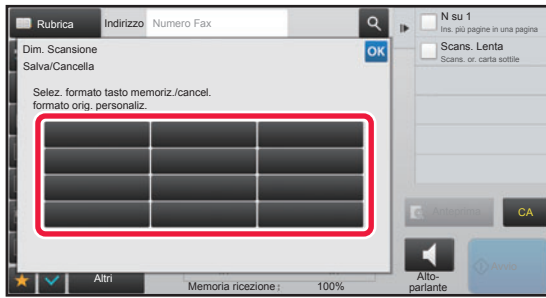 Rubrica
Indirizzo
Numero Fax
N su 1
Ins. più pagine in una pagina
Dim. Scansione
OK
Salva/Cancella
Scans. Lenta
Scans. or. carta sottile
Selez. formato tasto memoriz./cancel.
formato orig. personaliz.
Anteprima
CA
Avvio
Altri
Memoria ricezione :
100%
Alto-
parlante